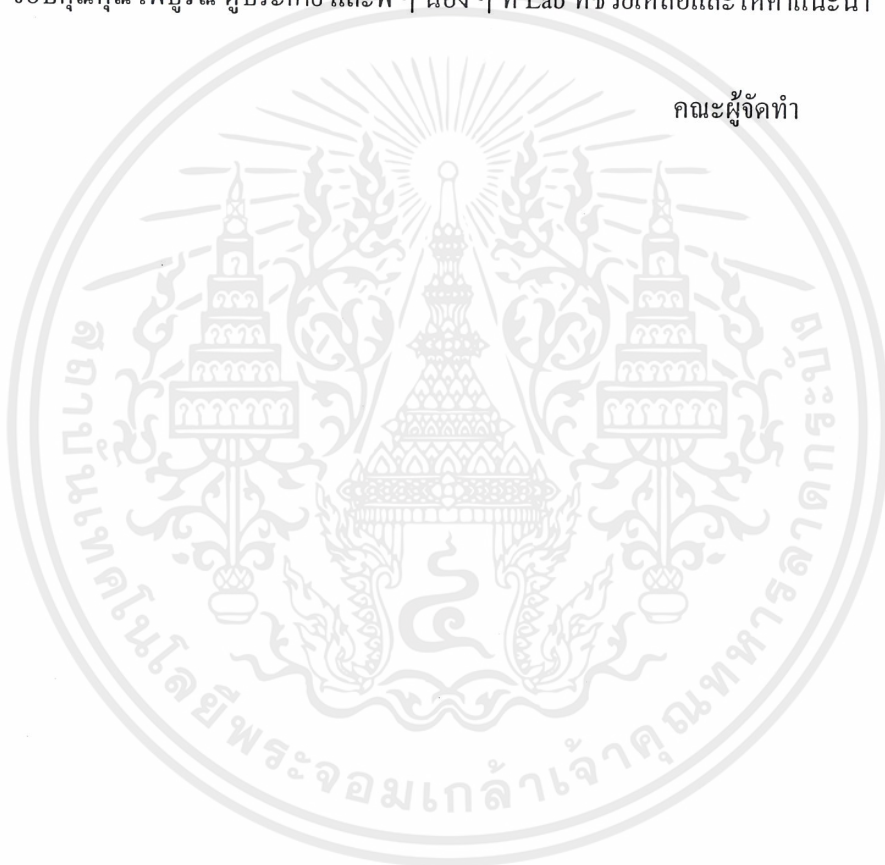 และพี่ ๆ น้อง ๆ ที่ Lab ที่ช่วยเหลือและให้คำแนะนำ
คณะผู้จัดทำ
สถาบันเทคโนโลยีพระจอมเกล้าเจ้าคุณทหารลาดกระบัง
๔